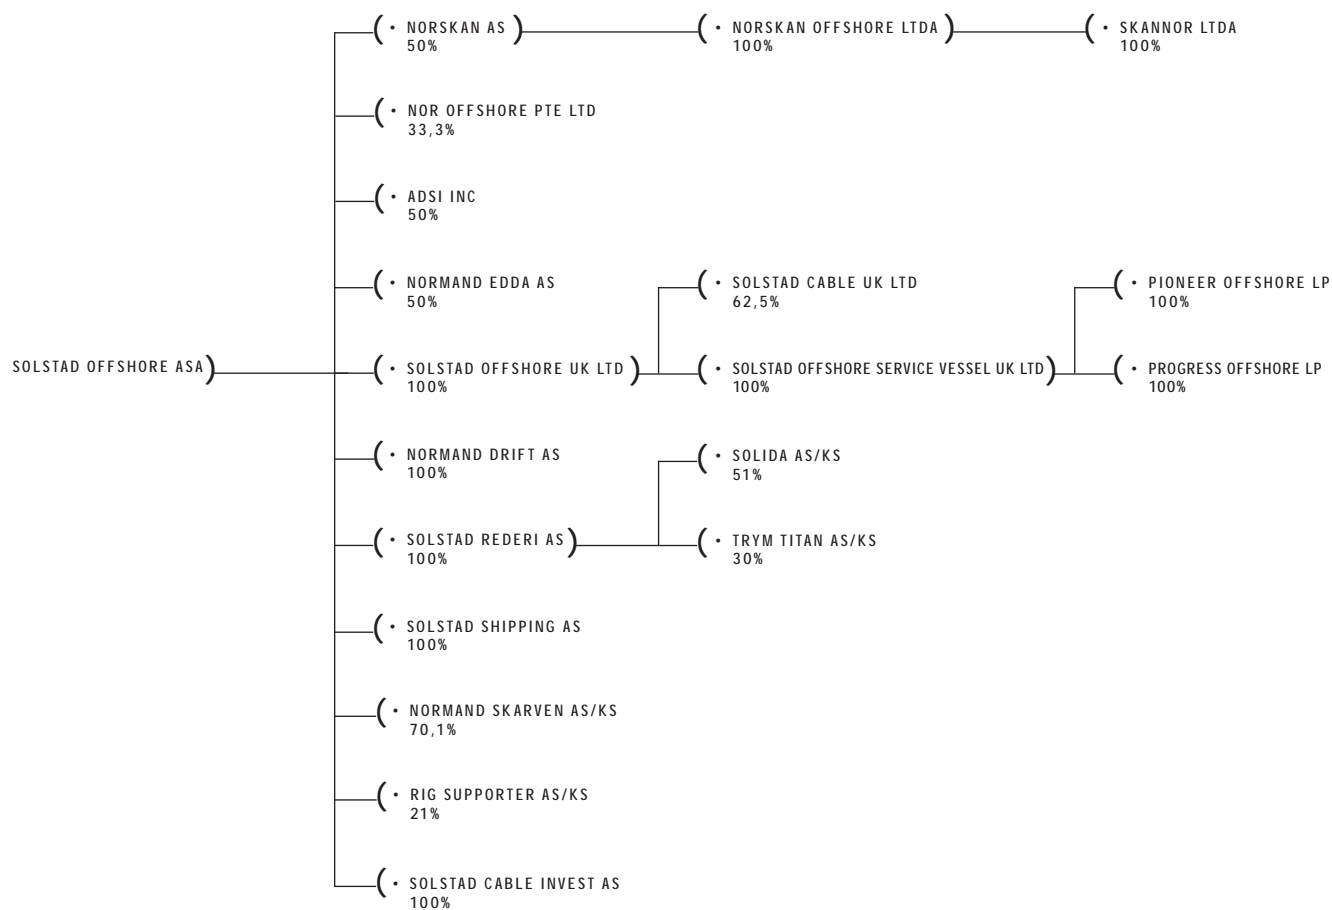 • NORSKAN AS
50%
• NORSKAN OFFSHORE LTDA
100%
• SKANNOR LTDA
100%
• NOR OFFSHORE PTE LTD
33,3%
• ADSI INC
50%
• NORMAND EDDA AS
50%
• SOLSTAD CABLE UK LTD
62,5%
• PIONEER OFFSHORE LP
100%
SOLSTAD OFFSHORE ASA
• SOLSTAD OFFSHORE UK LTD
100%
• SOLSTAD OFFSHORE SERVICE VESSEL UK LTD
100%
• PROGRESS OFFSHORE LP
100%
• NORMAND DRIFT AS
100%
• SOLIDA AS/KS
51%
• SOLSTAD REDERI AS
100%
• TRYM TITAN AS/KS
30%
• SOLSTAD SHIPPING AS
100%
• NORMAND SKARVEN AS/KS
70,1%
• RIG SUPPORTER AS/KS
21%
• SOLSTAD CABLE INVEST AS
100%